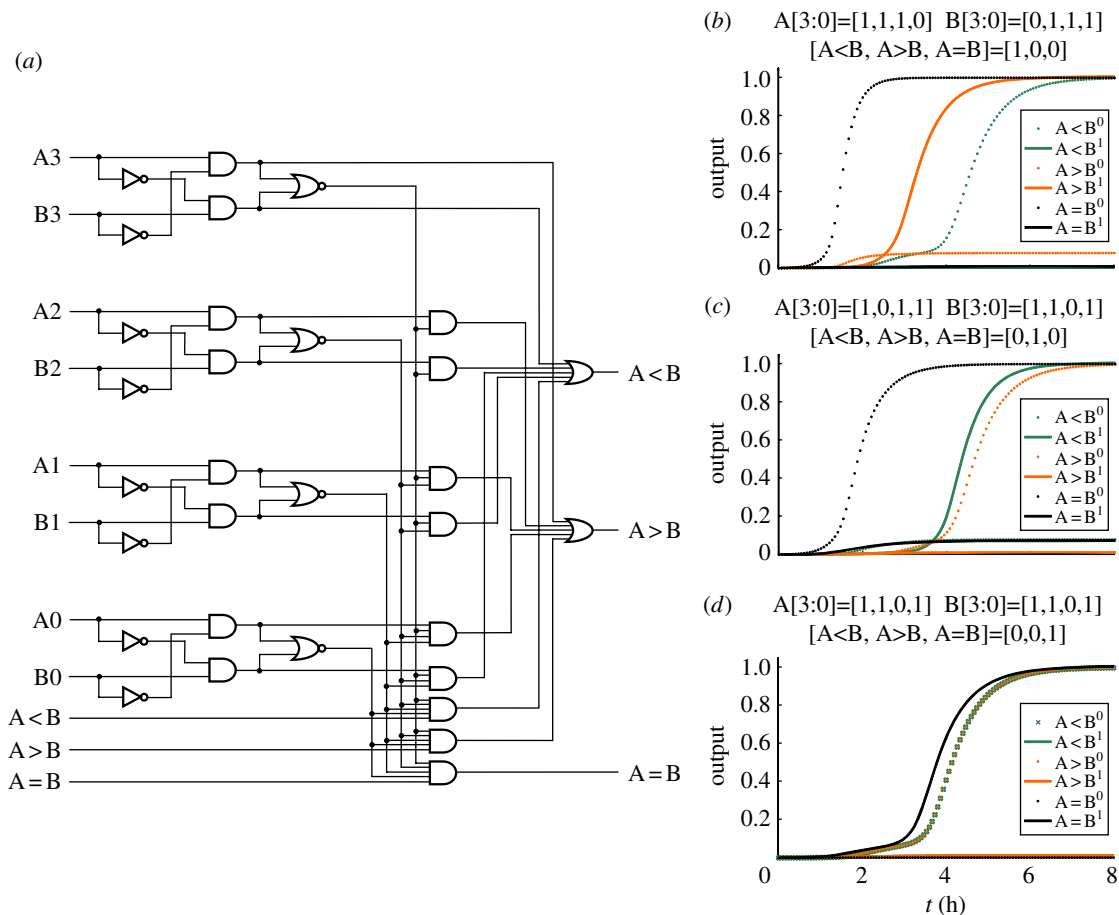 (a)
A3
B3
A2
B2
A1
B1
A0
B0
A<B
A>B
A=B
A<B
A>B
A=B
(b) A[3:0]=[1,1,1,0] B[3:0]=[0,1,1,1]
[A<B, A>B, A=B]=[1,0,0]
output
1.0
0.8
0.6
0.4
0.2
0
A<B⁰
A<B¹
A>B⁰
A>B¹
A=B⁰
A=B¹
(c) A[3:0]=[1,0,1,1] B[3:0]=[1,1,0,1]
[A<B, A>B, A=B]=[0,1,0]
output
1.0
0.8
0.6
0.4
0.2
0
A<B⁰
A<B¹
A>B⁰
A>B¹
A=B⁰
A=B¹
(d) A[3:0]=[1,1,0,1] B[3:0]=[1,1,0,1]
[A<B, A>B, A=B]=[0,0,1]
output
1.0
0.8
0.6
0.4
0.2
A<B⁰
A<B¹
A>B⁰
A>B¹
A=B⁰
A=B¹
0 2 4 6 8
t (h)